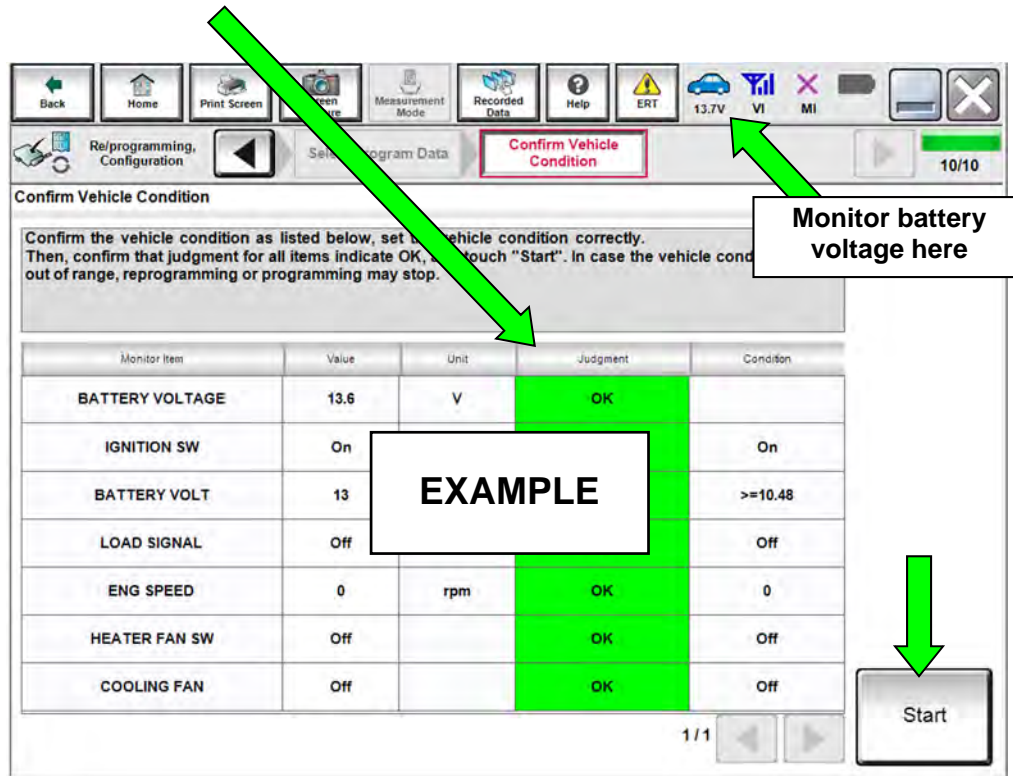 Back
Home
Print Screen
Measurement
Mode
Recorded
Data
Help
ERT
13.7V
VI
MI
Re/programming,
Configuration
Data
Confirm Vehicle
Condition
10/10
Confirm Vehicle Condition
Monitor battery
voltage here
Confirm the vehicle condition as listed below, set vehicle condition correctly.
Then, confirm that judgment for all items indicate OK, touch "Start". In case the vehicle
out of range, reprogramming or programming may stop.
Monitor Item Value Unit Judgment Condition
BATTERY VOLTAGE 13.6 V OK
IGNITION SW On On
BATTERY VOLT 13 >=10.48
EXAMPLE
LOAD SIGNAL Off Off
ENG SPEED 0 rpm OK 0
HEATER FAN SW Off OK Off
COOLING FAN Off OK Off
Start
1/1